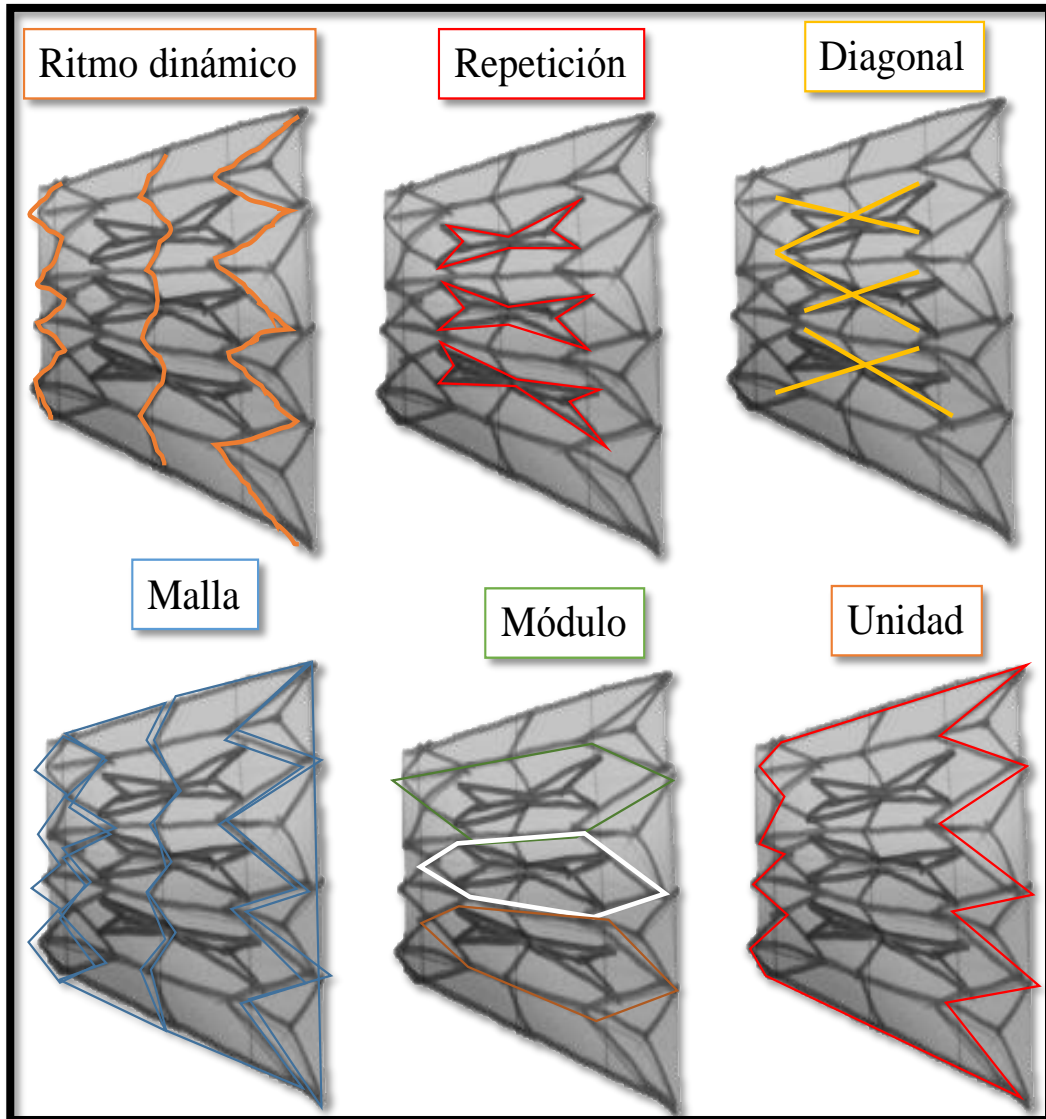 Ritmo dinámico
Repetición
Diagonal
Malla
Módulo
Unidad